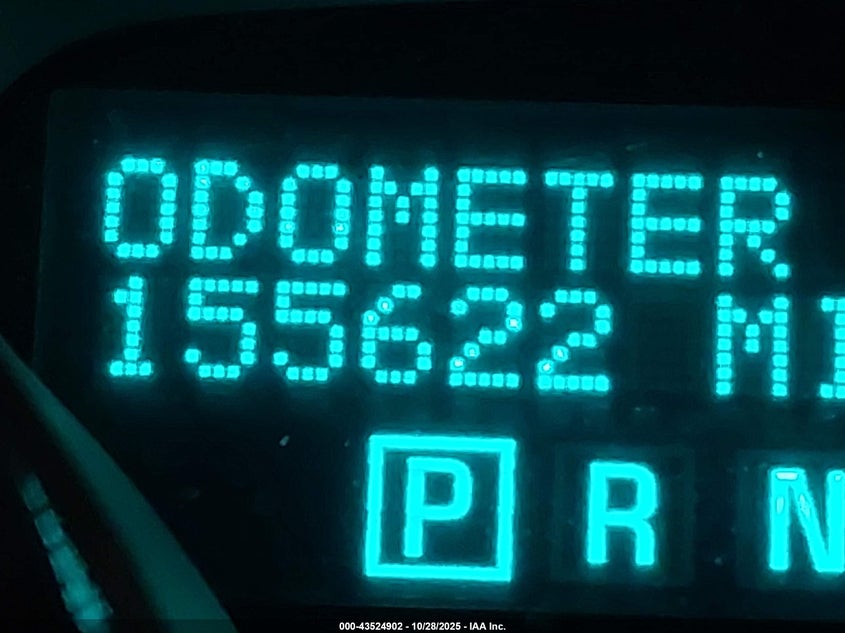 ODOMETER
155622 MI
P R N
000-43524902 - 10/28/2025 - IAA Inc.